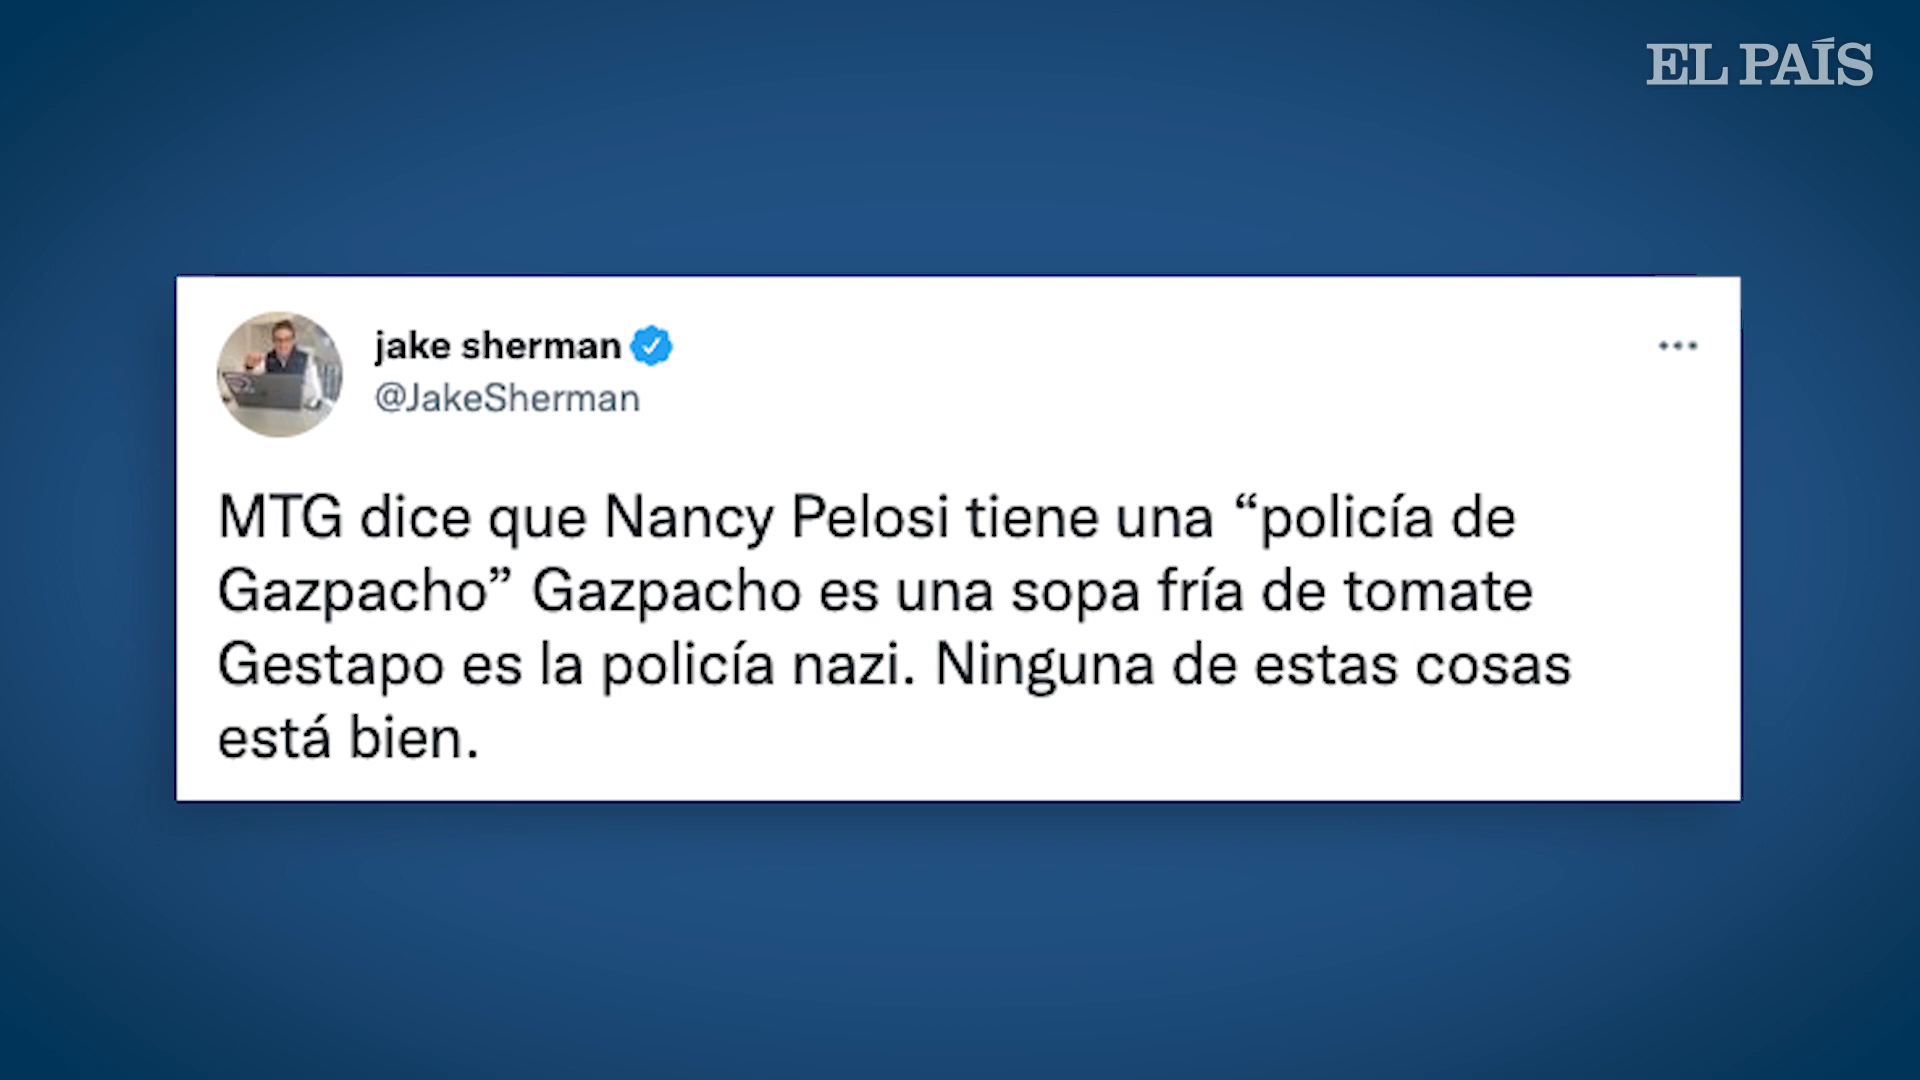 EL PAÍS
jake sherman
@JakeSherman
MTG dice que Nancy Pelosi tiene una “policía de
Gazpacho” Gazpacho es una sopa fría de tomate
Gestapo es la policía nazi. Ninguna de estas cosas
está bien.